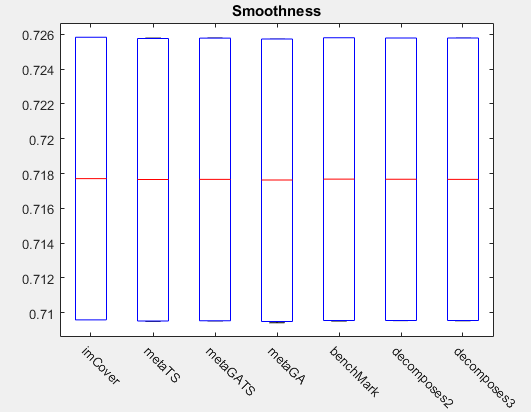 Smoothness
0.726
0.724
0.722
0.72
0.718
0.716
0.714
0.712
0.71
imCover
metaTS
metaGATS
metaGA
benchMark
decomposes2
decomposes3